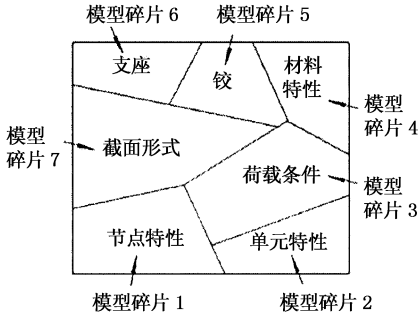 模型碎片6
模型碎片5
支座
铰
材料
特性
模型
碎片4
模型
碎片7
截面形式
荷载条件
模型
碎片3
节点特性
单元特性
模型碎片1
模型碎片2